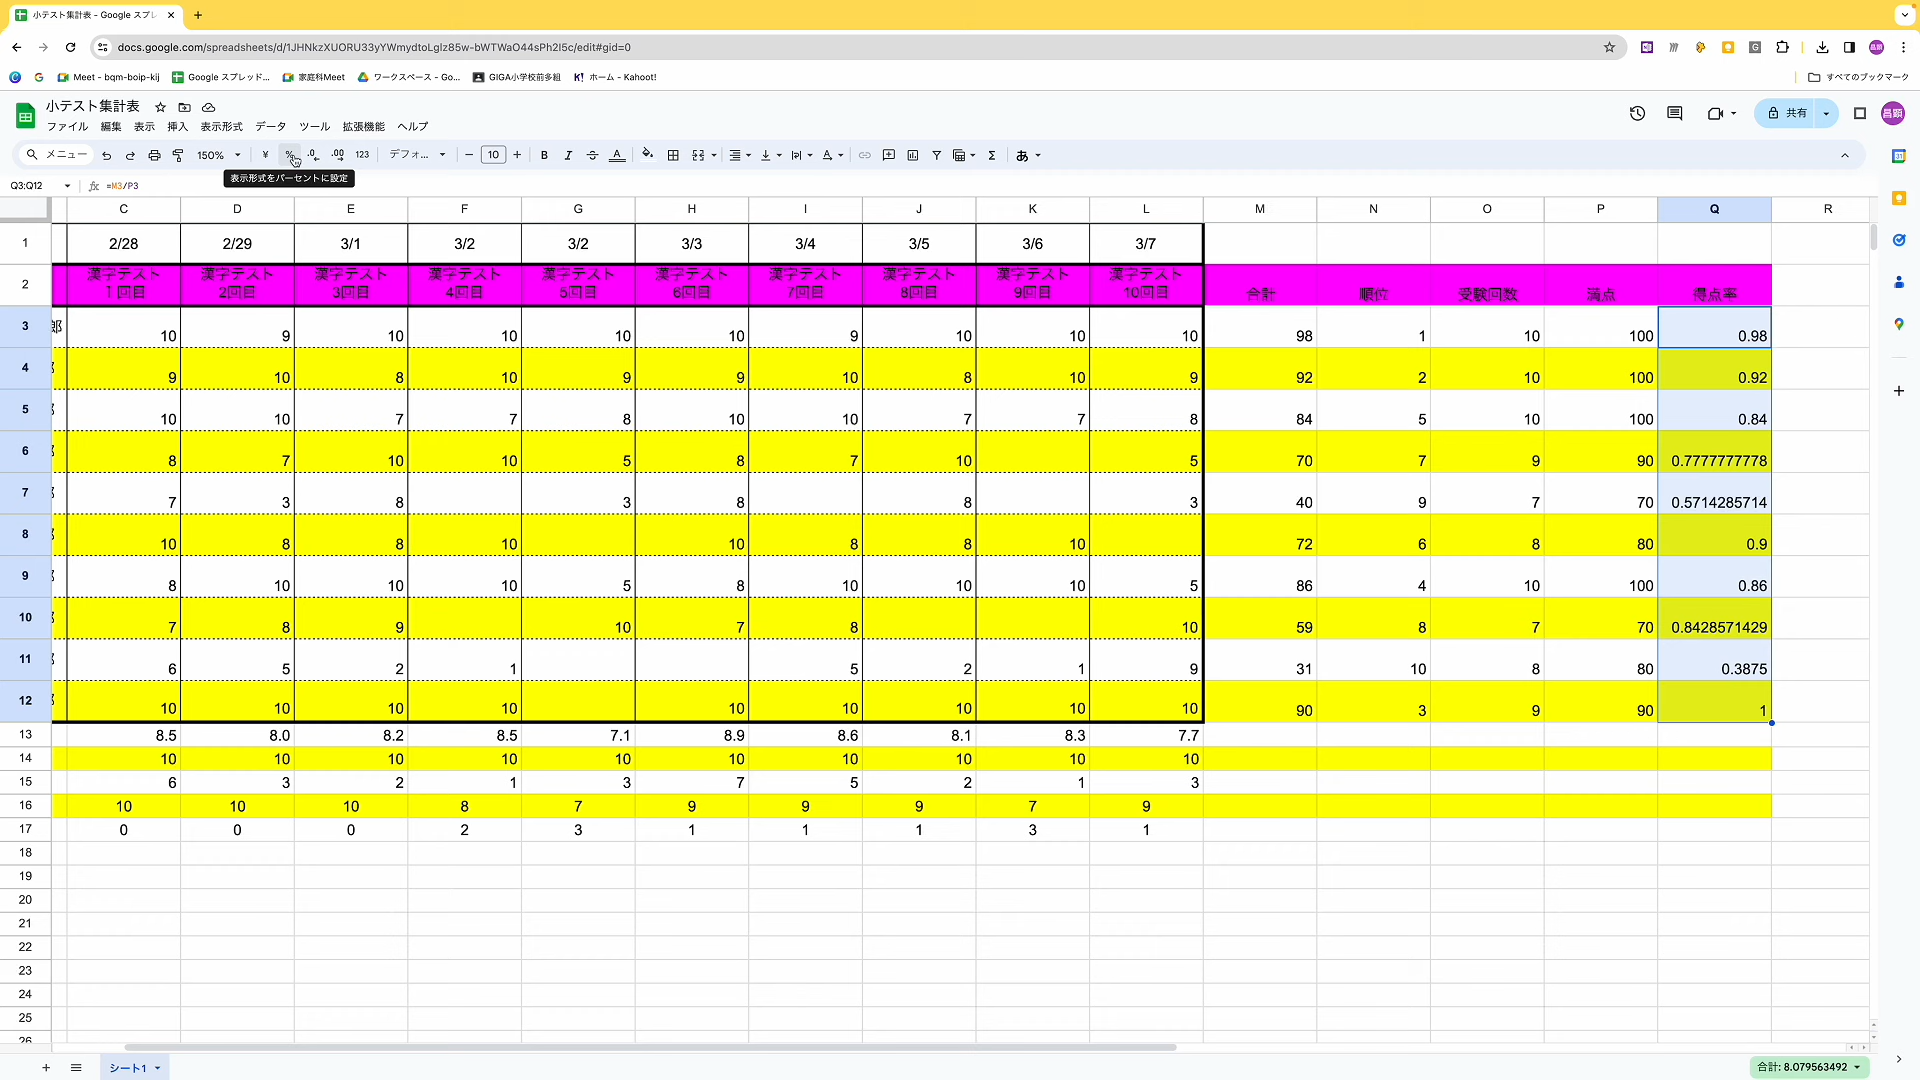 小テスト集計表 - Google スプレ
docs.google.com/spreadsheets/d/1JHNkzXUORU33yYWmydtoLglz85w-bWTWaO44sPh2I5c/edit#gid=0
Meet - bqm-boip-kij Google スプレッド... 家庭科Meet ワークスペース - Go... GIGA小学校前多組 K! ホーム - Kahoot! すべてのブックマーク
小テスト集計表
ファイル 編集 表示 挿入 表示形式 データ ツール 拡張機能 ヘルプ
共有 昌顕
メニュー 150% ¥ % .0 .00 123 デフォ... − 10 + B I S A あ
表示形式をパーセントに設定
Q3:Q12 fx =M3/P3
C D E F G H I J K L M N O P Q R
1 2/28 2/29 3/1 3/2 3/2 3/3 3/4 3/5 3/6 3/7
漢字テスト 漢字テスト 漢字テスト 漢字テスト 漢字テスト 漢字テスト 漢字テスト 漢字テスト 漢字テスト 漢字テスト
2 1回目 2回目 3回目 4回目 5回目 6回目 7回目 8回目 9回目 10回目 合計 順位 受験回数 満点 得点率
3 郎 10 9 10 10 10 10 9 10 10 10 98 1 10 100 0.98
4 9 10 8 10 9 9 10 8 10 9 92 2 10 100 0.92
5 10 10 7 7 8 10 10 7 7 8 84 5 10 100 0.84
6 8 7 10 10 5 8 7 10 5 70 7 9 90 0.7777777778
7 7 3 8 3 8 8 3 40 9 7 70 0.5714285714
8 10 8 8 10 10 8 8 10 72 6 8 80 0.9
9 8 10 10 10 5 8 10 10 10 5 86 4 10 100 0.86
10 7 8 9 10 7 8 10 59 8 7 70 0.8428571429
11 6 5 2 1 5 2 1 9 31 10 8 80 0.3875
12 10 10 10 10 10 10 10 10 10 90 3 9 90 1
13 8.5 8.0 8.2 8.5 7.1 8.9 8.6 8.1 8.3 7.7
14 10 10 10 10 10 10 10 10 10 10
15 6 3 2 1 3 7 5 2 1 3
16 10 10 10 8 7 9 9 9 7 9
17 0 0 0 2 3 1 1 1 3 1
18
19
20
21
22
23
24
25
26
シート1 合計: 8.079563492